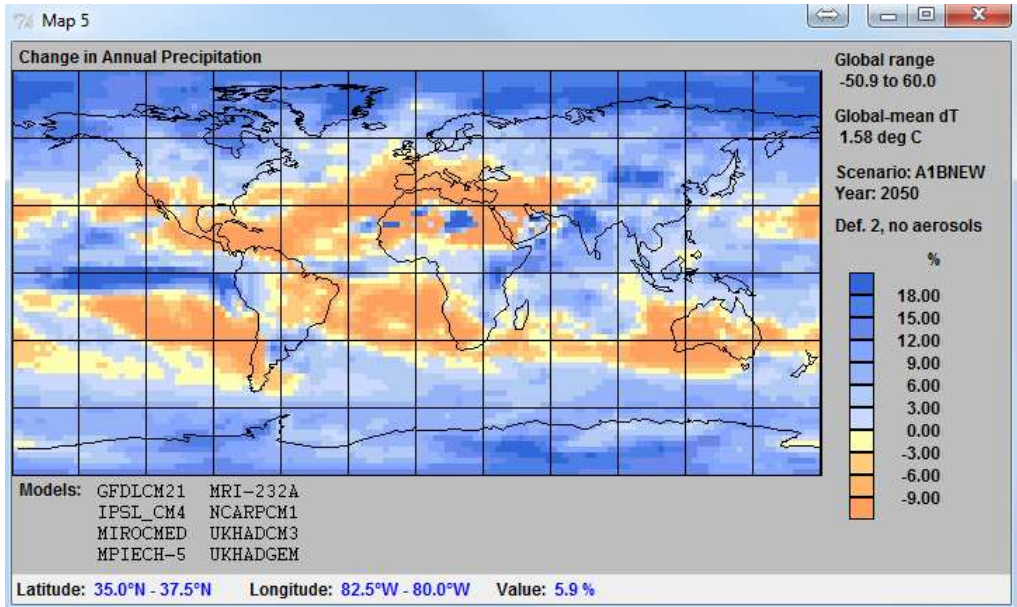 Map 5
Change in Annual Precipitation
Global range
-50.9 to 60.0
Global-mean dT
1.58 deg C
Scenario: A1BNEW
Year: 2050
Def. 2, no aerosols
%
18.00
15.00
12.00
9.00
6.00
3.00
0.00
-3.00
-6.00
-9.00
Models: GFDLCM21 MRI-232A
IPSL_CM4 NCARPCM1
MIROCMED UKHADCM3
MPIECH-5 UKHADGEM
Latitude: 35.0°N - 37.5°N Longitude: 82.5°W - 80.0°W Value: 5.9 %